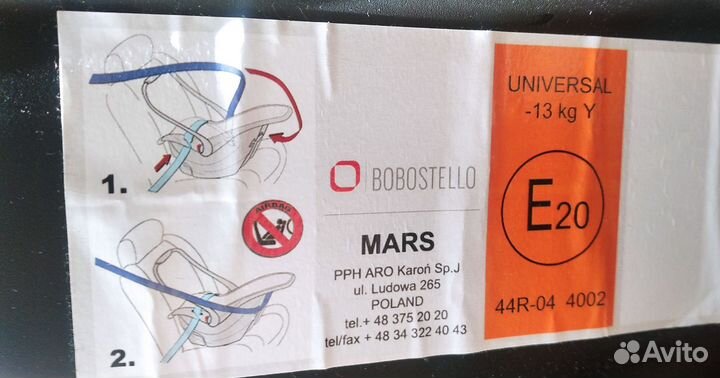 1.
AIRBAG
2.
BOBOSTELLO
MARS
PPH ARO Karoń Sp.J
ul. Ludowa 265
POLAND
tel.+ 48 375 20 20
tel/fax + 48 34 322 40 43
UNIVERSAL
-13 kg Y
E20
44R-04 4002
Avito